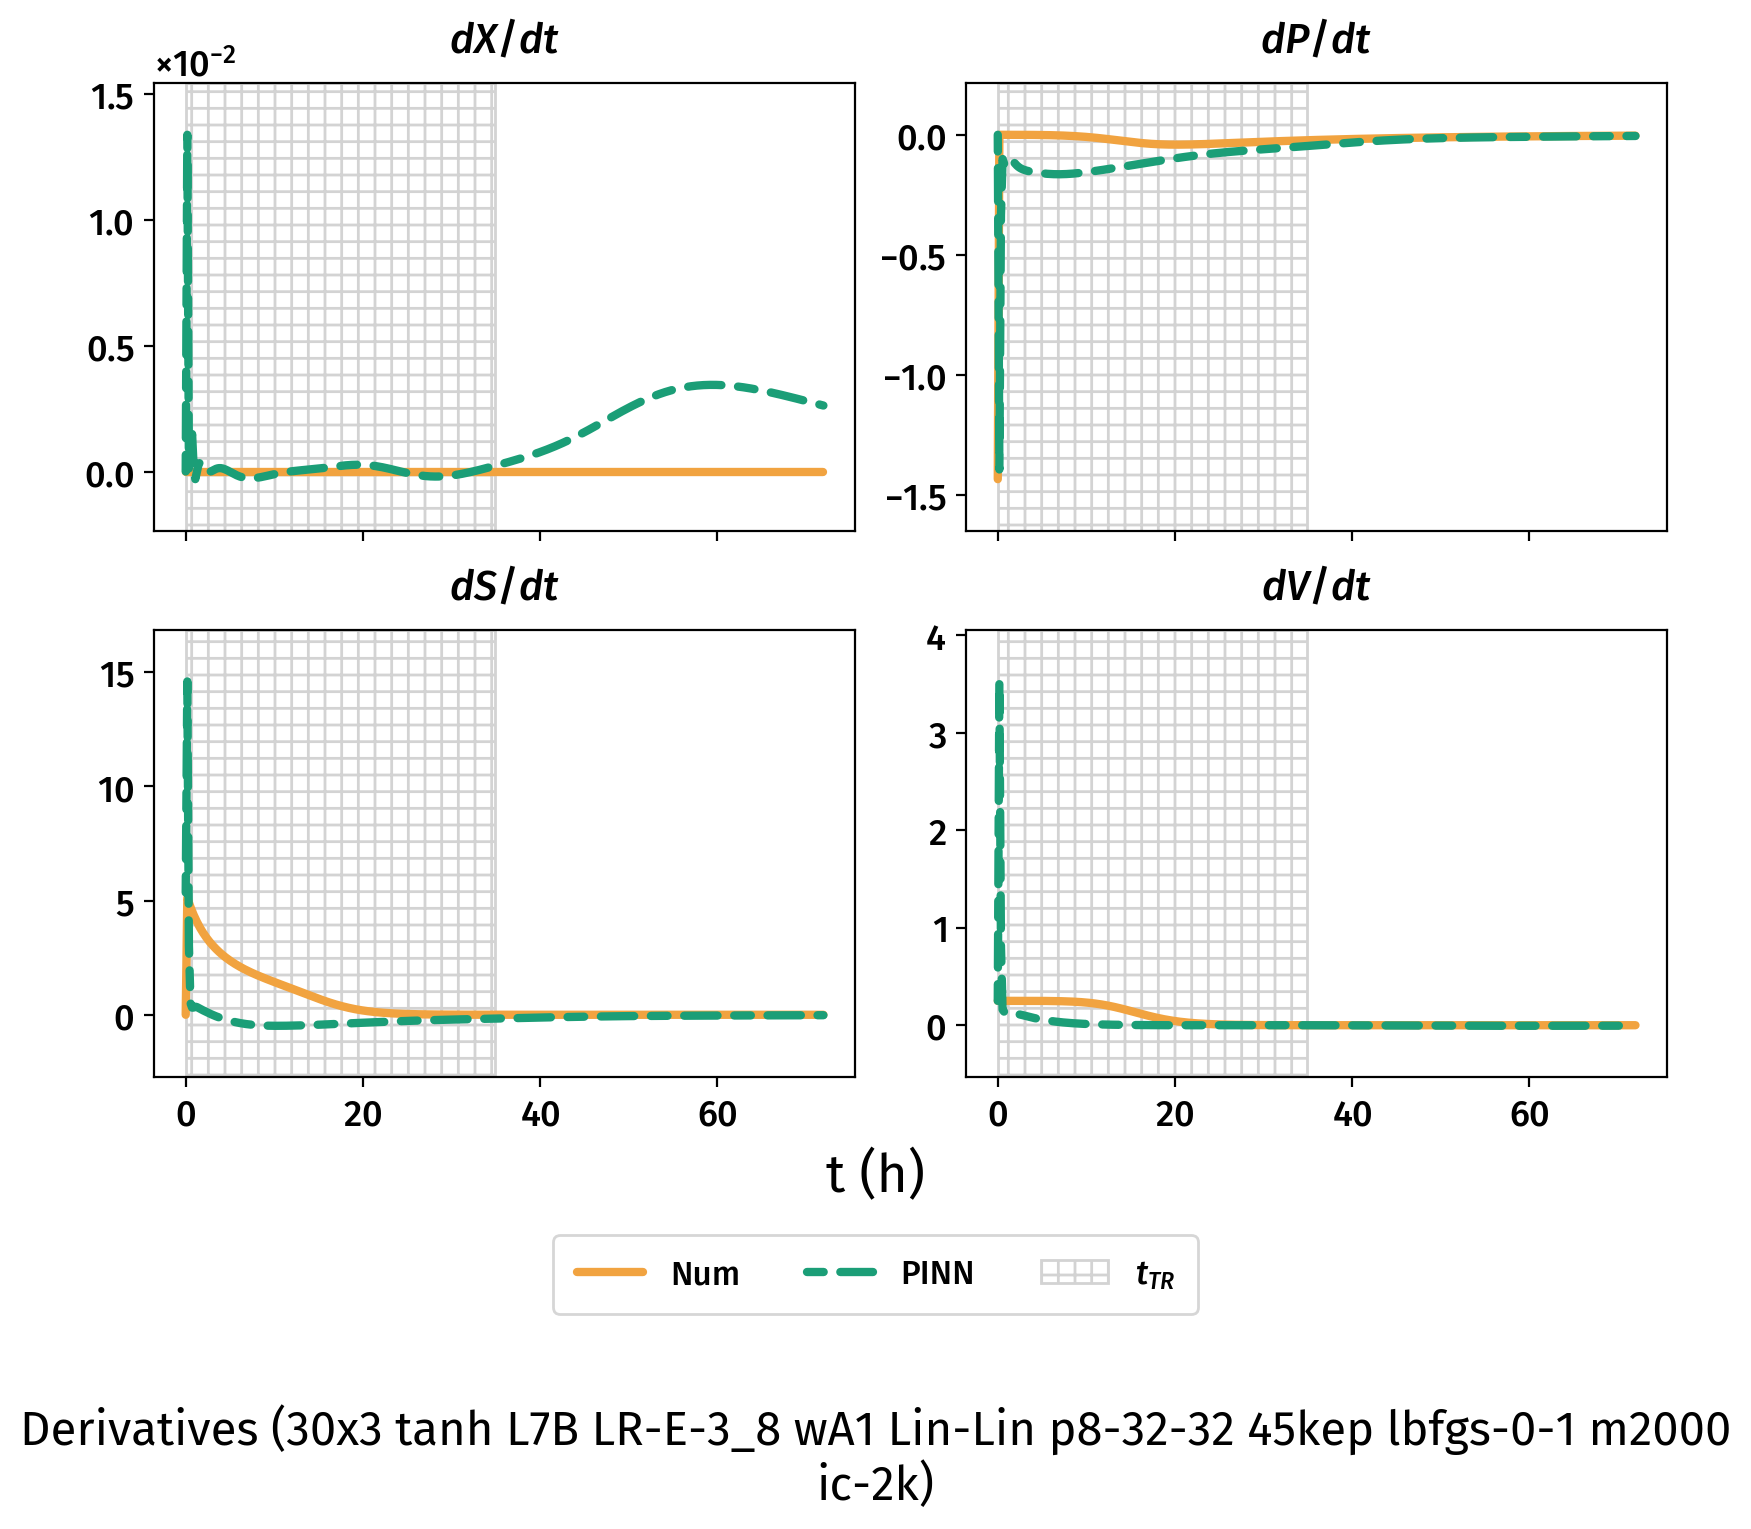 dX/dt
×10⁻²
1.5
1.0
0.5
0.0
dP/dt
0.0
−0.5
−1.0
−1.5
dS/dt
15
10
5
0
0 20 40 60
dV/dt
4
3
2
1
0
0 20 40 60
t (h)
Num PINN t_TR
Derivatives (30x3 tanh L7B LR-E-3_8 wA1 Lin-Lin p8-32-32 45kep lbfgs-0-1 m2000
ic-2k)